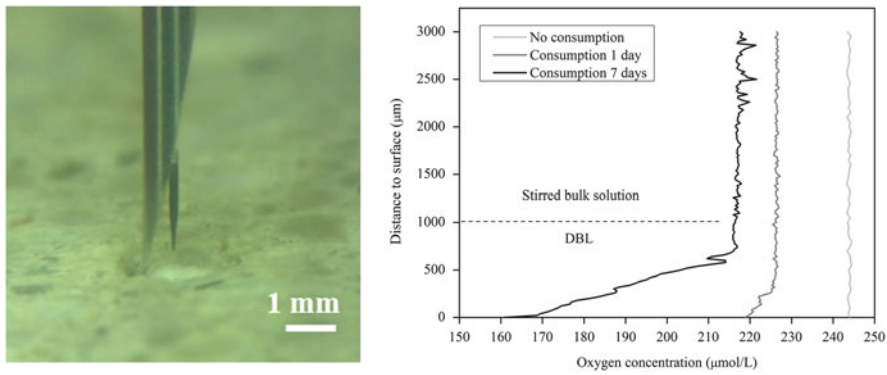 1 mm
No consumption
Consumption 1 day
Consumption 7 days
Distance to surface (μm)
3000
2500
2000
1500
1000
500
0
Stirred bulk solution
DBL
150 160 170 180 190 200 210 220 230 240 250
Oxygen concentration (μmol/L)